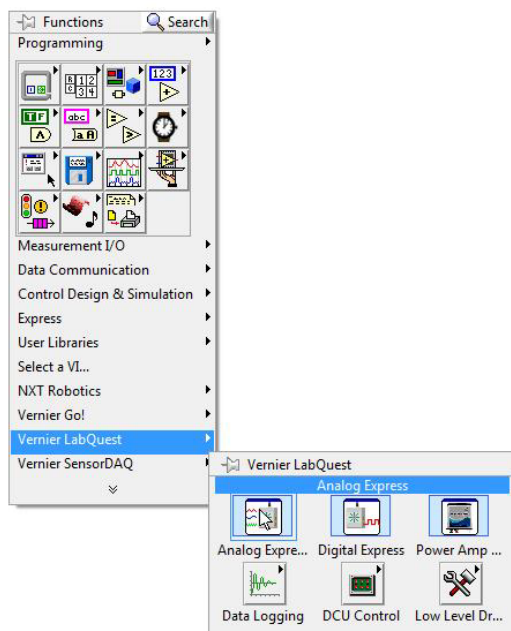 Functions Search
Programming
Measurement I/O
Data Communication
Control Design & Simulation
Express
User Libraries
Select a VI...
NXT Robotics
Vernier Go!
Vernier LabQuest
Vernier SensorDAQ
Vernier LabQuest
Analog Express
Analog Expre... Digital Express Power Amp ...
Data Logging DCU Control Low Level Dr...